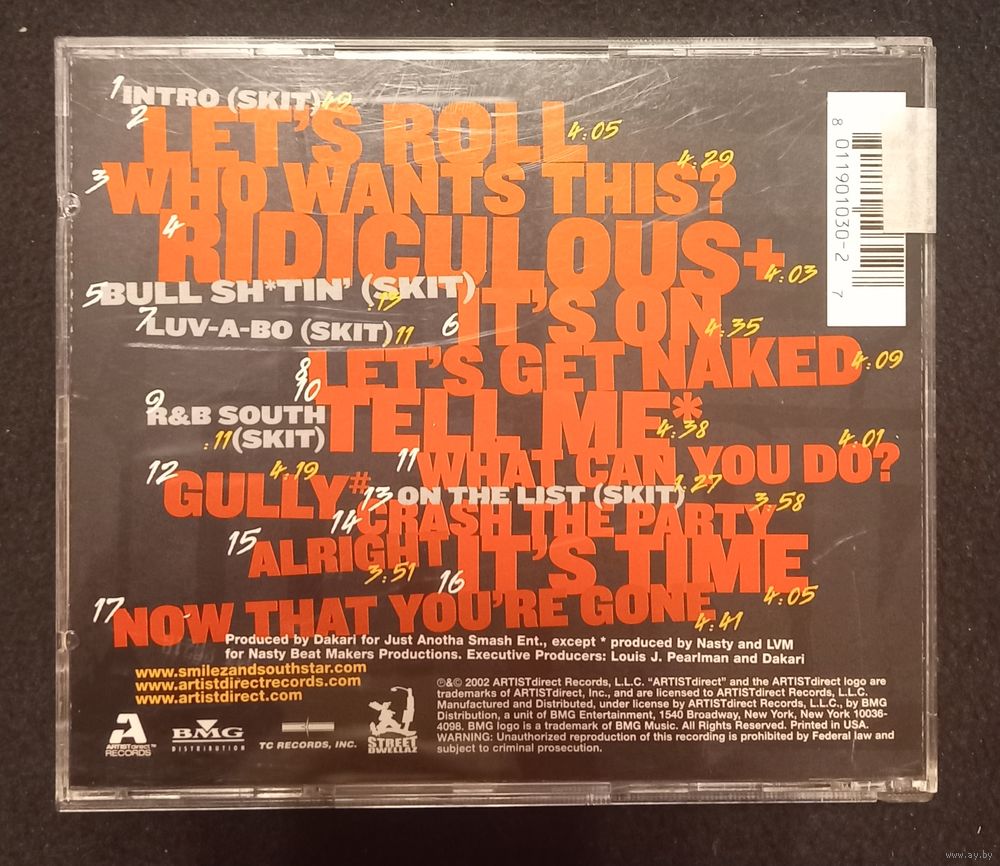 1 INTRO (SKIT) :49
2 LET'S ROLL 4:05
3 WHO WANTS THIS? 4:29
4 RIDICULOUS+ 4:03
5 BULL SH*TIN' (SKIT) :13
6 IT'S ON 4:35
7 LUV-A-BO (SKIT) 11
8 LET'S GET NAKED 4:09
9 R&B SOUTH
(SKIT) :11
10 TELL ME* 4:38
11 WHAT CAN YOU DO? 4:01
12 GULLY# 4:19
13 ON THE LIST (SKIT) :27
14 CRASH THE PARTY 3:58
15 ALRIGHT 3:51
16 IT'S TIME 4:05
17 NOW THAT YOU'RE GONE 4:41
Produced by Dakari for Just Anotha Smash Ent., except * produced by Nasty and LVM
for Nasty Beat Makers Productions. Executive Producers: Louis J. Pearlman and Dakari
www.smilezandsouthstar.com
www.artistdirectrecords.com
www.artistdirect.com
℗&© 2002 ARTISTdirect Records, L.L.C. "ARTISTdirect" and the ARTISTdirect logo are
trademarks of ARTISTdirect, Inc., and are licensed to ARTISTdirect Records, L.L.C.
Manufactured and Distributed, under license by ARTISTdirect Records, L.L.C., by BMG
Distribution, a unit of BMG Entertainment, 1540 Broadway, New York, New York 10036-
4098. BMG logo is a trademark of BMG Music. All Rights Reserved. Printed in USA.
WARNING: Unauthorized reproduction of this recording is prohibited by Federal law and
subject to criminal prosecution.
ARTISTdirect™
RECORDS
BMG
DISTRIBUTION
TC RECORDS, INC.
STREET
DWELLAZ
8 011901030-2 7
www.ay.by